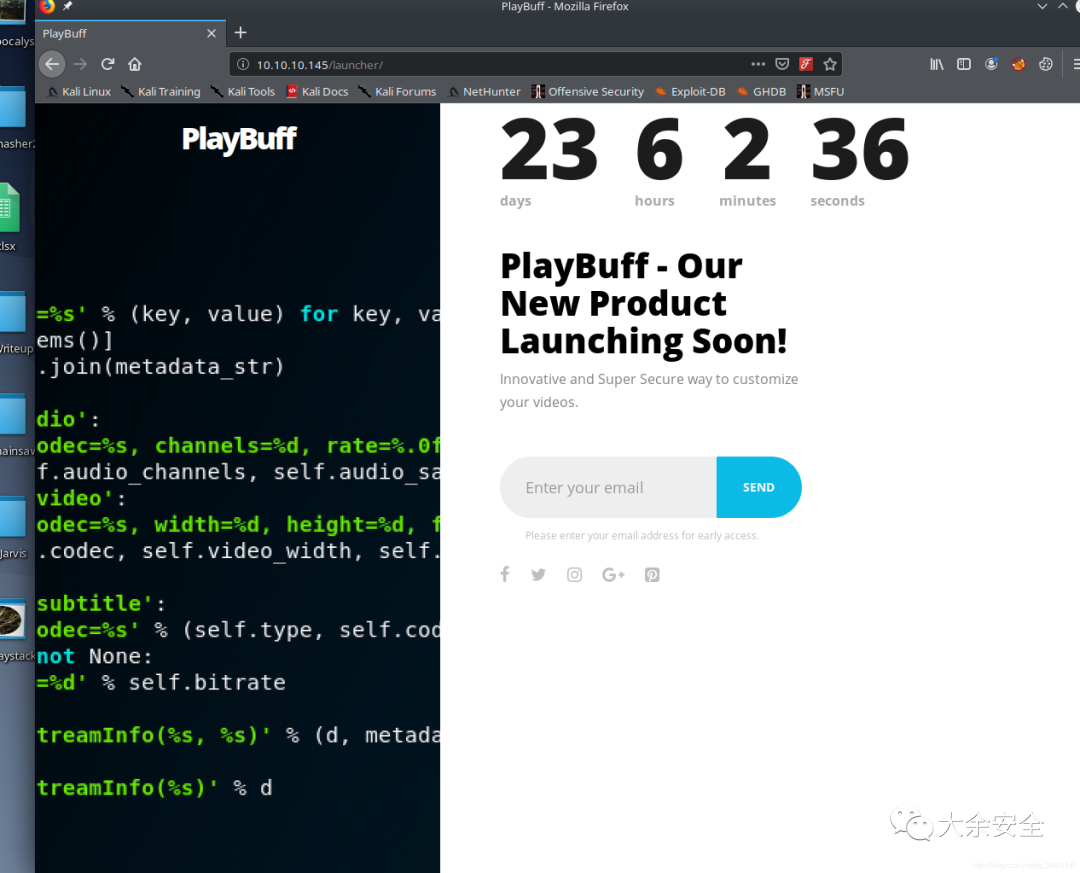 PlayBuff - Mozilla Firefox
PlayBuff
10.10.10.145/launcher/
Kali Linux Kali Training Kali Tools Kali Docs Kali Forums NetHunter Offensive Security Exploit-DB GHDB MSFU
xlsx
Jarvis
PlayBuff
=%s' % (key, value) for key, va
ems()]
.join(metadata_str)
dio':
odec=%s, channels=%d, rate=%.0f
f.audio_channels, self.audio_sa
video':
odec=%s, width=%d, height=%d, f
.codec, self.video_width, self.
subtitle':
odec=%s' % (self.type, self.cod
not None:
=%d' % self.bitrate
treamInfo(%s, %s)' % (d, metada
treamInfo(%s)' % d
23 6 2 36
days hours minutes seconds
PlayBuff - Our
New Product
Launching Soon!
Innovative and Super Secure way to customize
your videos.
Enter your email SEND
Please enter your email address for early access.
大余安全